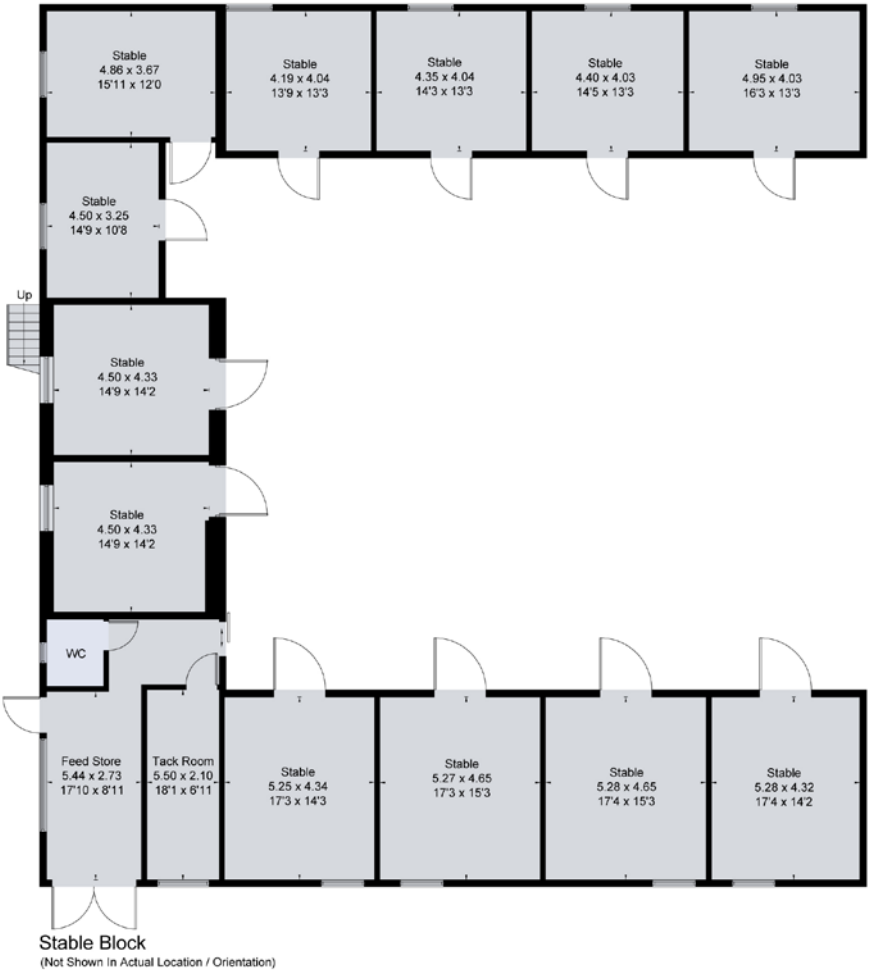 Stable
4.86 x 3.67
15'11 x 12'0
Stable
4.19 x 4.04
13'9 x 13'3
Stable
4.35 x 4.04
14'3 x 13'3
Stable
4.40 x 4.03
14'5 x 13'3
Stable
4.95 x 4.03
16'3 x 13'3
Stable
4.50 x 3.25
14'9 x 10'8
Up
Stable
4.50 x 4.33
14'9 x 14'2
Stable
4.50 x 4.33
14'9 x 14'2
WC
Feed Store
5.44 x 2.73
17'10 x 8'11
Tack Room
5.50 x 2.10
18'1 x 6'11
Stable
5.25 x 4.34
17'3 x 14'3
Stable
5.27 x 4.65
17'3 x 15'3
Stable
5.28 x 4.65
17'4 x 15'3
Stable
5.28 x 4.32
17'4 x 14'2
Stable Block
(Not Shown In Actual Location / Orientation)